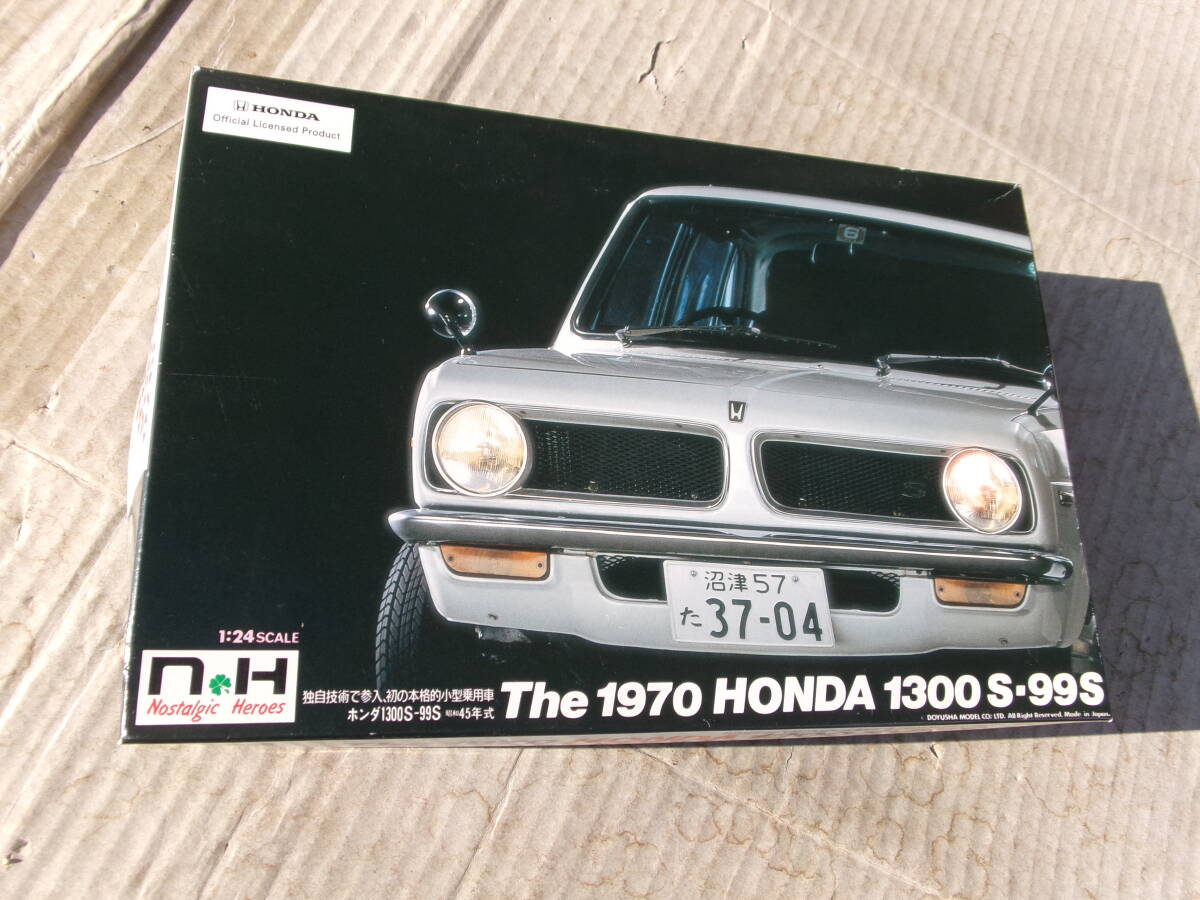 HONDA
Official Licensed Product
6
S
沼津 57
た 37-04
1:24 SCALE
n H
Nostalgic Heroes
独自技術で参入、初の本格的小型乗用車
ホンダ1300S-99S 昭和45年式
The 1970 HONDA 1300 S·99S
DOYUSHA MODEL CO: LTD. All Right Reserved. Made in Japan.